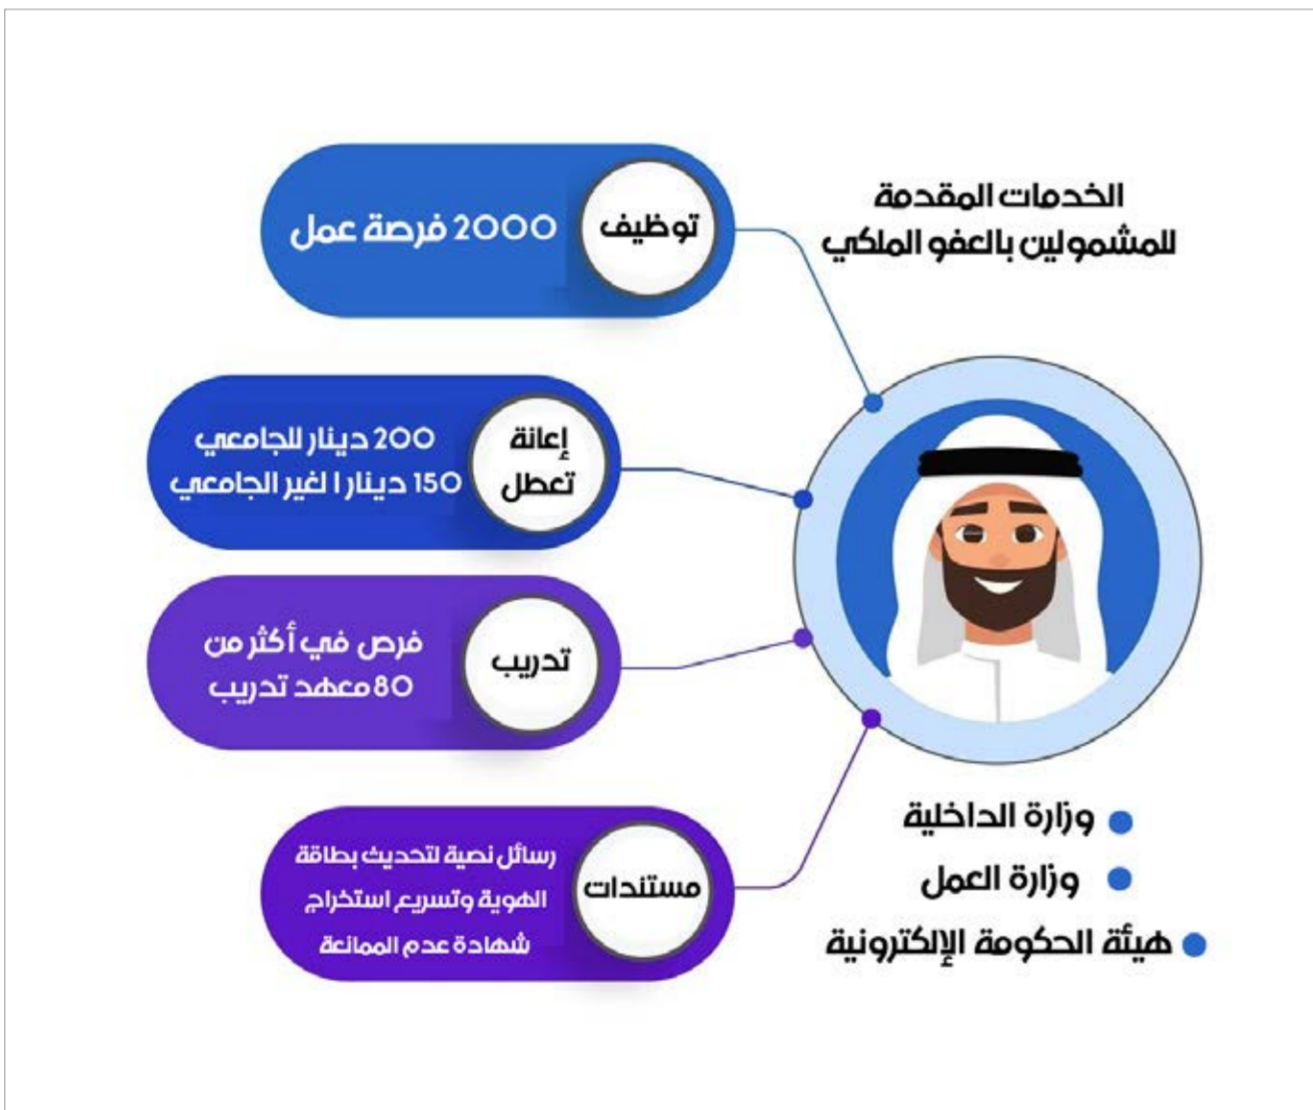 الخدمات المقدمة
للمشمولين بالعفو الملكي
توظيف
2000 فرصة عمل
إعانة
تعطل
200 دينار للجامعي
150 دينار ا لغير الجامعي
تدريب
فرص في أكثر من
80 معهد تدريب
مستندات
رسائل نصية لتحديث بطاقة
الهوية وتسريع استخراج
شهادة عدم الممانعة
وزارة الداخلية
وزارة العمل
هيئة الحكومة الإلكترونية